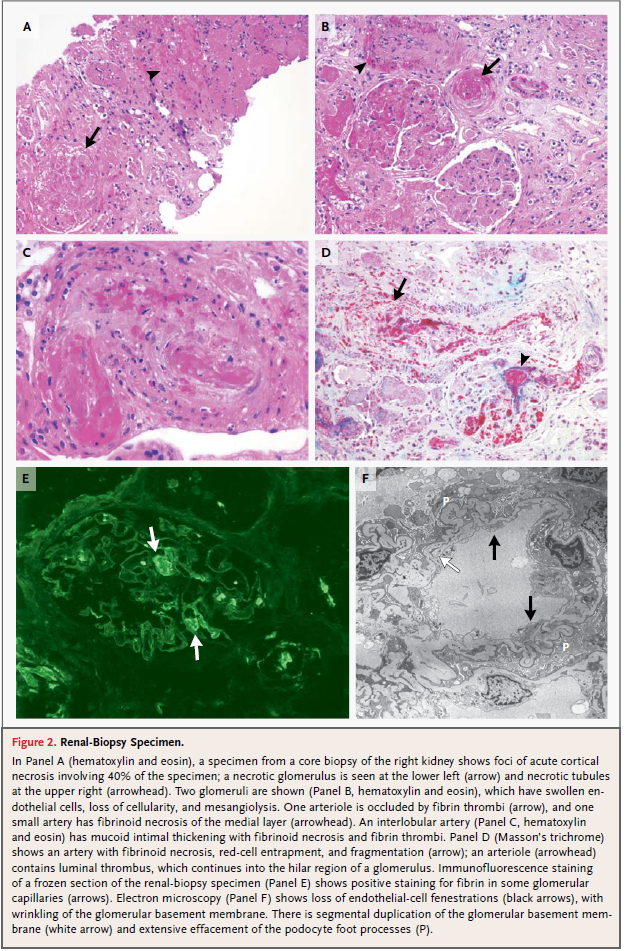 A
B
C
D
E
F
P
P
Figure 2. Renal-Biopsy Specimen.
In Panel A (hematoxylin and eosin), a specimen from a core biopsy of the right kidney shows foci of acute cortical
necrosis involving 40% of the specimen; a necrotic glomerulus is seen at the lower left (arrow) and necrotic tubules
at the upper right (arrowhead). Two glomeruli are shown (Panel B, hematoxylin and eosin), which have swollen en-
dothelial cells, loss of cellularity, and mesangiolysis. One arteriole is occluded by fibrin thrombi (arrow), and one
small artery has fibrinoid necrosis of the medial layer (arrowhead). An interlobular artery (Panel C, hematoxylin
and eosin) has mucoid intimal thickening with fibrinoid necrosis and fibrin thrombi. Panel D (Masson's trichrome)
shows an artery with fibrinoid necrosis, red-cell entrapment, and fragmentation (arrow); an arteriole (arrowhead)
contains luminal thrombus, which continues into the hilar region of a glomerulus. Immunofluorescence staining
of a frozen section of the renal-biopsy specimen (Panel E) shows positive staining for fibrin in some glomerular
capillaries (arrows). Electron microscopy (Panel F) shows loss of endothelial-cell fenestrations (black arrows), with
wrinkling of the glomerular basement membrane. There is segmental duplication of the glomerular basement mem-
brane (white arrow) and extensive effacement of the podocyte foot processes (P).